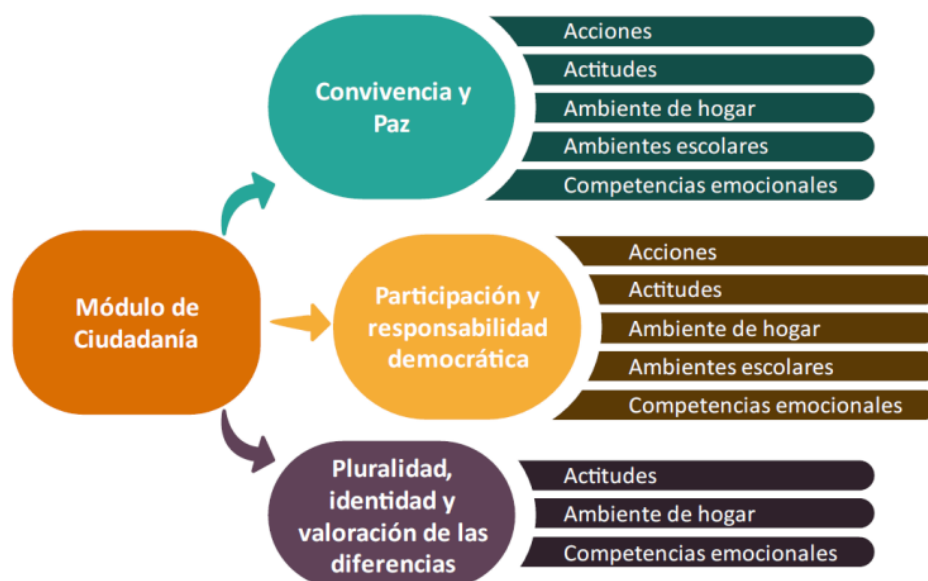 Módulo de
Ciudadanía
Convivencia y
Paz
Acciones
Actitudes
Ambiente de hogar
Ambientes escolares
Competencias emocionales
Participación y
responsabilidad
democrática
Acciones
Actitudes
Ambiente de hogar
Ambientes escolares
Competencias emocionales
Pluralidad,
identidad y
valoración de las
diferencias
Actitudes
Ambiente de hogar
Competencias emocionales